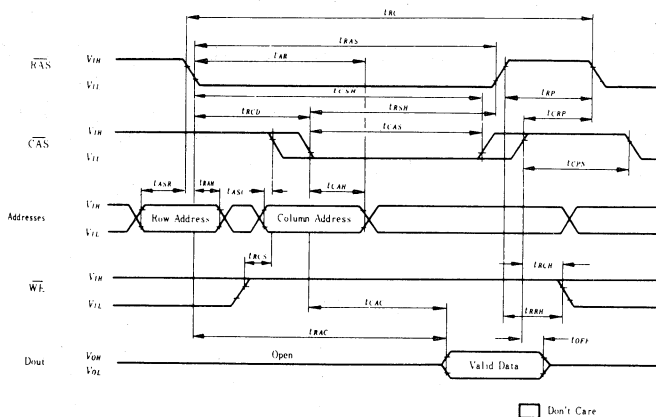 tRC
tRAS
tAR
RAS
VIH
VIL
tCSH
tRCD
tRSH
tRP
tCRP
CAS
VIH
VIL
tCAS
tCPN
tASR
tRAH
tASC
tCAH
Addresses
VIH
VIL
Row Address
Column Address
tRCS
tRCH
WE
VIH
VIL
tCAC
tRRH
tRAC
tOFF
Dout
VOH
VOL
Open
Valid Data
Don't Care